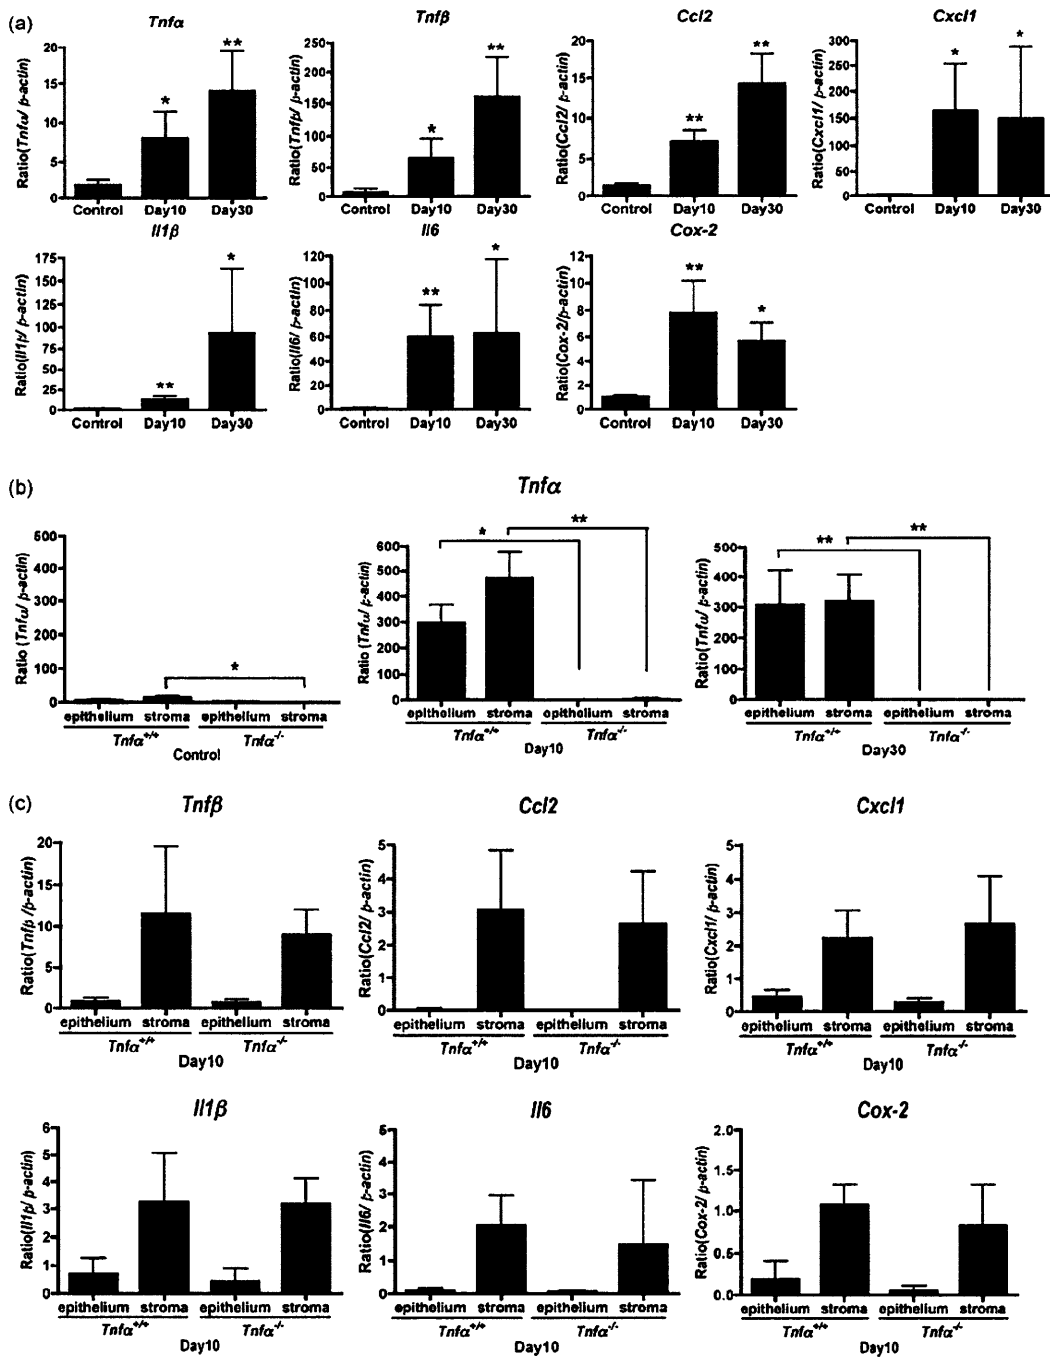 (a)
Tnfα
Tnfβ
Ccl2
Cxcl1
Ratio(Tnfα/ β-actin)
20
15
10
5
0
Control Day10 Day30
* **
Ratio(Tnfβ/ β-actin)
250
200
150
100
50
0
Control Day10 Day30
* **
Ratio(Ccl2/ β-actin)
20
15
10
5
0
Control Day10 Day30
** **
Ratio(Cxcl1/ β-actin)
300
250
200
150
100
50
0
Control Day10 Day30
* *
Il1β
Il6
Cox-2
Ratio(Il1β/ β-actin)
175
150
125
100
75
50
25
0
Control Day10 Day30
** *
Ratio(Il6/ β-actin)
120
100
80
60
40
20
0
Control Day10 Day30
** *
Ratio(Cox-2/β-actin)
12
10
8
6
4
2
0
Control Day10 Day30
** *
(b)
Tnfα
Ratio (Tnfα/ β-actin)
500
400
300
200
100
0
*
epithelium stroma epithelium stroma
Tnfα+/+ Tnfα-/-
Control
Ratio (Tnfα/ β-actin)
600
500
400
300
200
100
0
* **
epithelium stroma epithelium stroma
Tnfα+/+ Tnfα-/-
Day10
Ratio(Tnfα/ β-actin)
500
400
300
200
100
0
** **
epithelium stroma epithelium stroma
Tnfα+/+ Tnfα-/-
Day30
(c)
Tnfβ
Ccl2
Cxcl1
Ratio(Tnfβ /β-actin)
20
15
10
5
0
epithelium stroma epithelium stroma
Tnfα+/+ Tnfα-/-
Day10
Ratio(Ccl2/ β-actin)
5
4
3
2
1
0
epithelium stroma epithelium stroma
Tnfα+/+ Tnfα-/-
Day10
Ratio(Cxcl1/ β-actin)
5
4
3
2
1
0
epithelium stroma epithelium stroma
Tnfα+/+ Tnfα-/-
Day10
Il1β
Il6
Cox-2
Ratio(Il1β/ β-actin)
6
5
4
3
2
1
0
epithelium stroma epithelium stroma
Tnfα+/+ Tnfα-/-
Day10
Ratio(Il6/ β-actin)
5
4
3
2
1
0
epithelium stroma epithelium stroma
Tnfα+/+ Tnfα-/-
Day10
Ratio(Cox-2/ β-actin)
2.0
1.5
1.0
0.5
0.0
epithelium stroma epithelium stroma
Tnfα+/+ Tnfα-/-
Day10